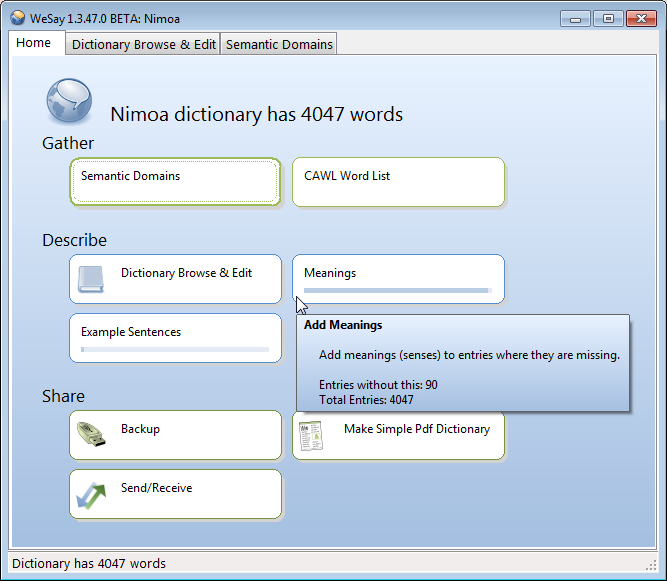 WeSay 1.3.47.0 BETA: Nimoa
Home
Dictionary Browse & Edit
Semantic Domains
Nimoa dictionary has 4047 words
Gather
Semantic Domains
CAWL Word List
Describe
Dictionary Browse & Edit
Meanings
Example Sentences
Add Meanings
Add meanings (senses) to entries where they are missing.
Entries without this: 90
Total Entries: 4047
Share
Backup
Make Simple Pdf Dictionary
Send/Receive
Dictionary has 4047 words